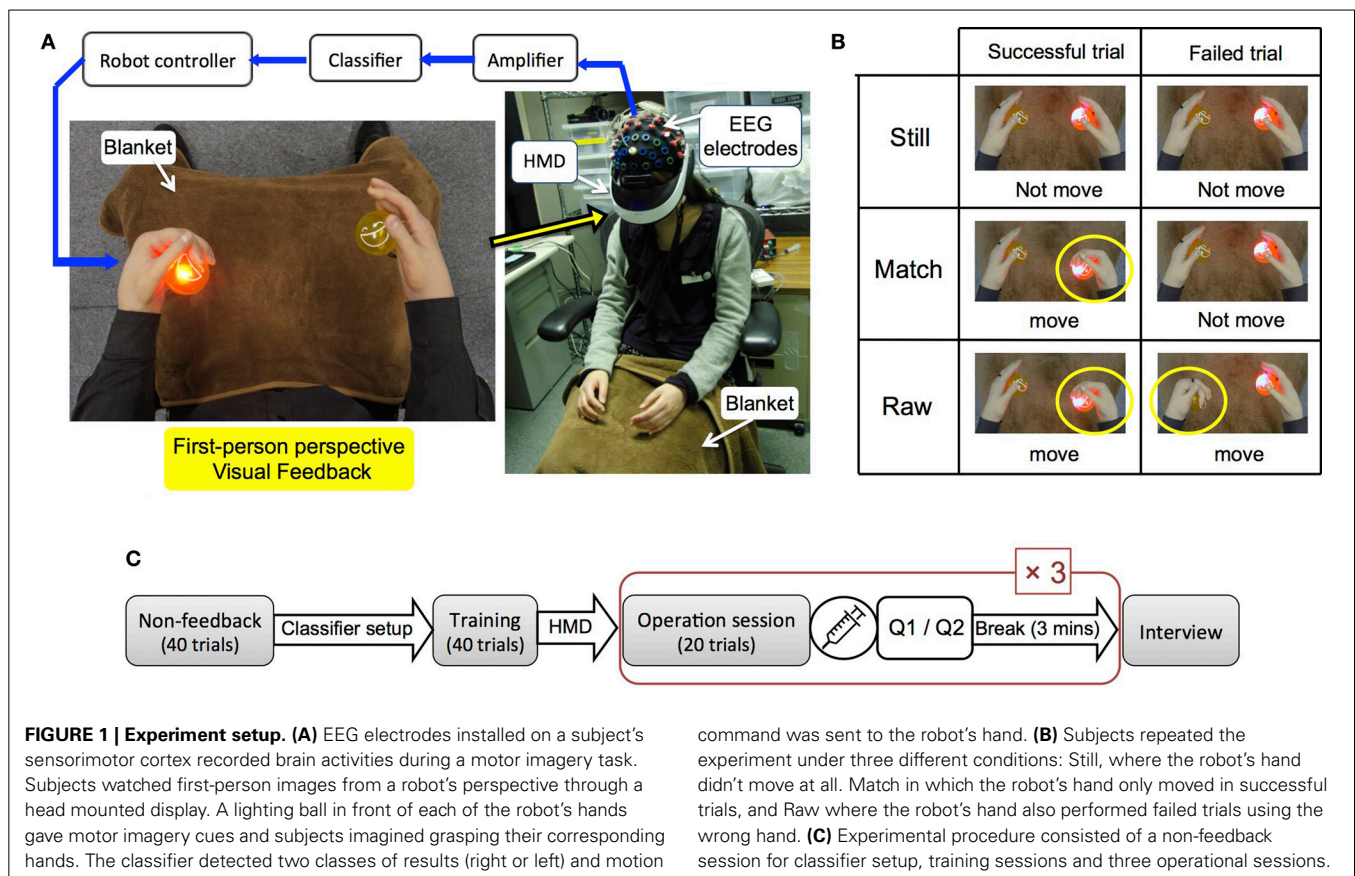 A
Robot controller
Classifier
Amplifier
Blanket
HMD
EEG
electrodes
Blanket
First-person perspective
Visual Feedback
B
Successful trial
Failed trial
Still
Not move
Not move
Match
move
Not move
Raw
move
move
C
× 3
Non-feedback
(40 trials)
Classifier setup
Training
(40 trials)
HMD
Operation session
(20 trials)
Q1 / Q2
Break (3 mins)
Interview
FIGURE 1 | Experiment setup. (A) EEG electrodes installed on a subject's
sensorimotor cortex recorded brain activities during a motor imagery task.
Subjects watched first-person images from a robot's perspective through a
head mounted display. A lighting ball in front of each of the robot's hands
gave motor imagery cues and subjects imagined grasping their corresponding
hands. The classifier detected two classes of results (right or left) and motion
command was sent to the robot's hand. (B) Subjects repeated the
experiment under three different conditions: Still, where the robot's hand
didn't move at all. Match in which the robot's hand only moved in successful
trials, and Raw where the robot's hand also performed failed trials using the
wrong hand. (C) Experimental procedure consisted of a non-feedback
session for classifier setup, training sessions and three operational sessions.